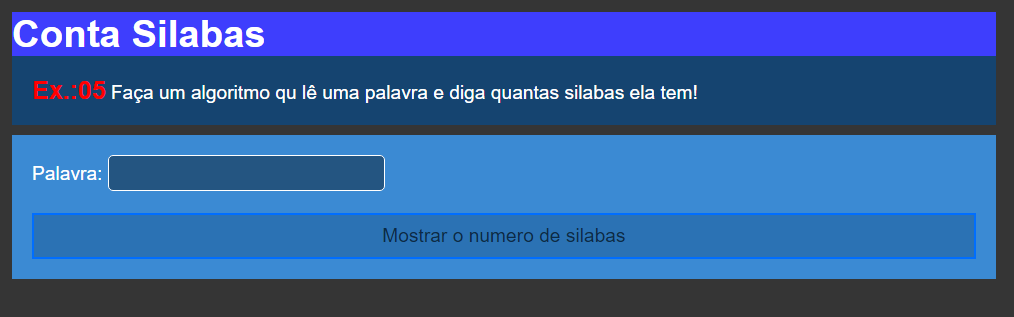 Conta Silabas
Ex.:05 Faça um algoritmo qu lê uma palavra e diga quantas silabas ela tem!
Palavra:
Mostrar o numero de silabas